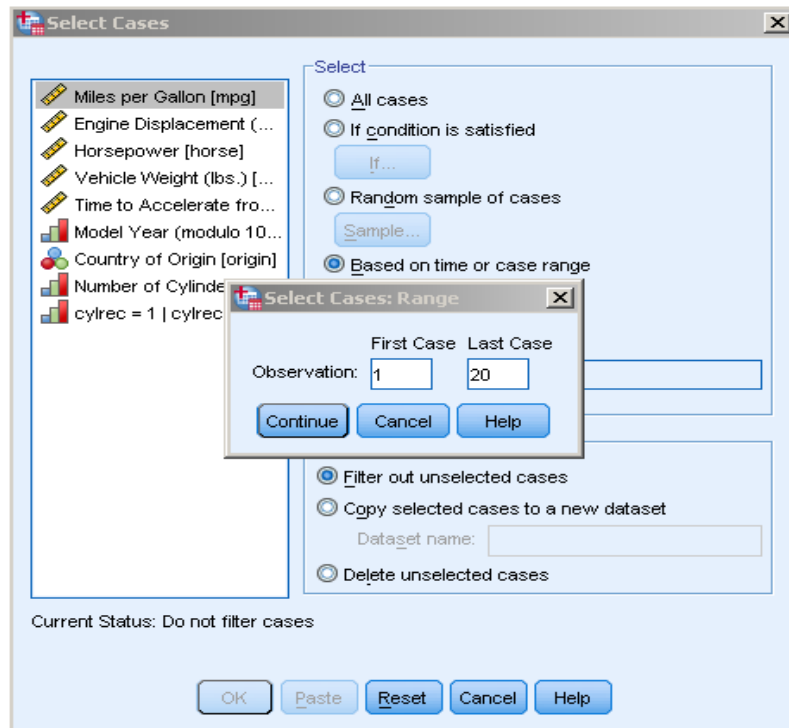 Select Cases
Miles per Gallon [mpg]
Engine Displacement (...
Horsepower [horse]
Vehicle Weight (lbs.) [...
Time to Accelerate fro...
Model Year (modulo 10...
Country of Origin [origin]
Number of Cylinde
cylrec = 1 | cylrec
Select
All cases
If condition is satisfied
If...
Random sample of cases
Sample...
Based on time or case range
Select Cases: Range
First Case Last Case
Observation: 1 20
Continue Cancel Help
Filter out unselected cases
Copy selected cases to a new dataset
Dataset name:
Delete unselected cases
Current Status: Do not filter cases
OK Paste Reset Cancel Help